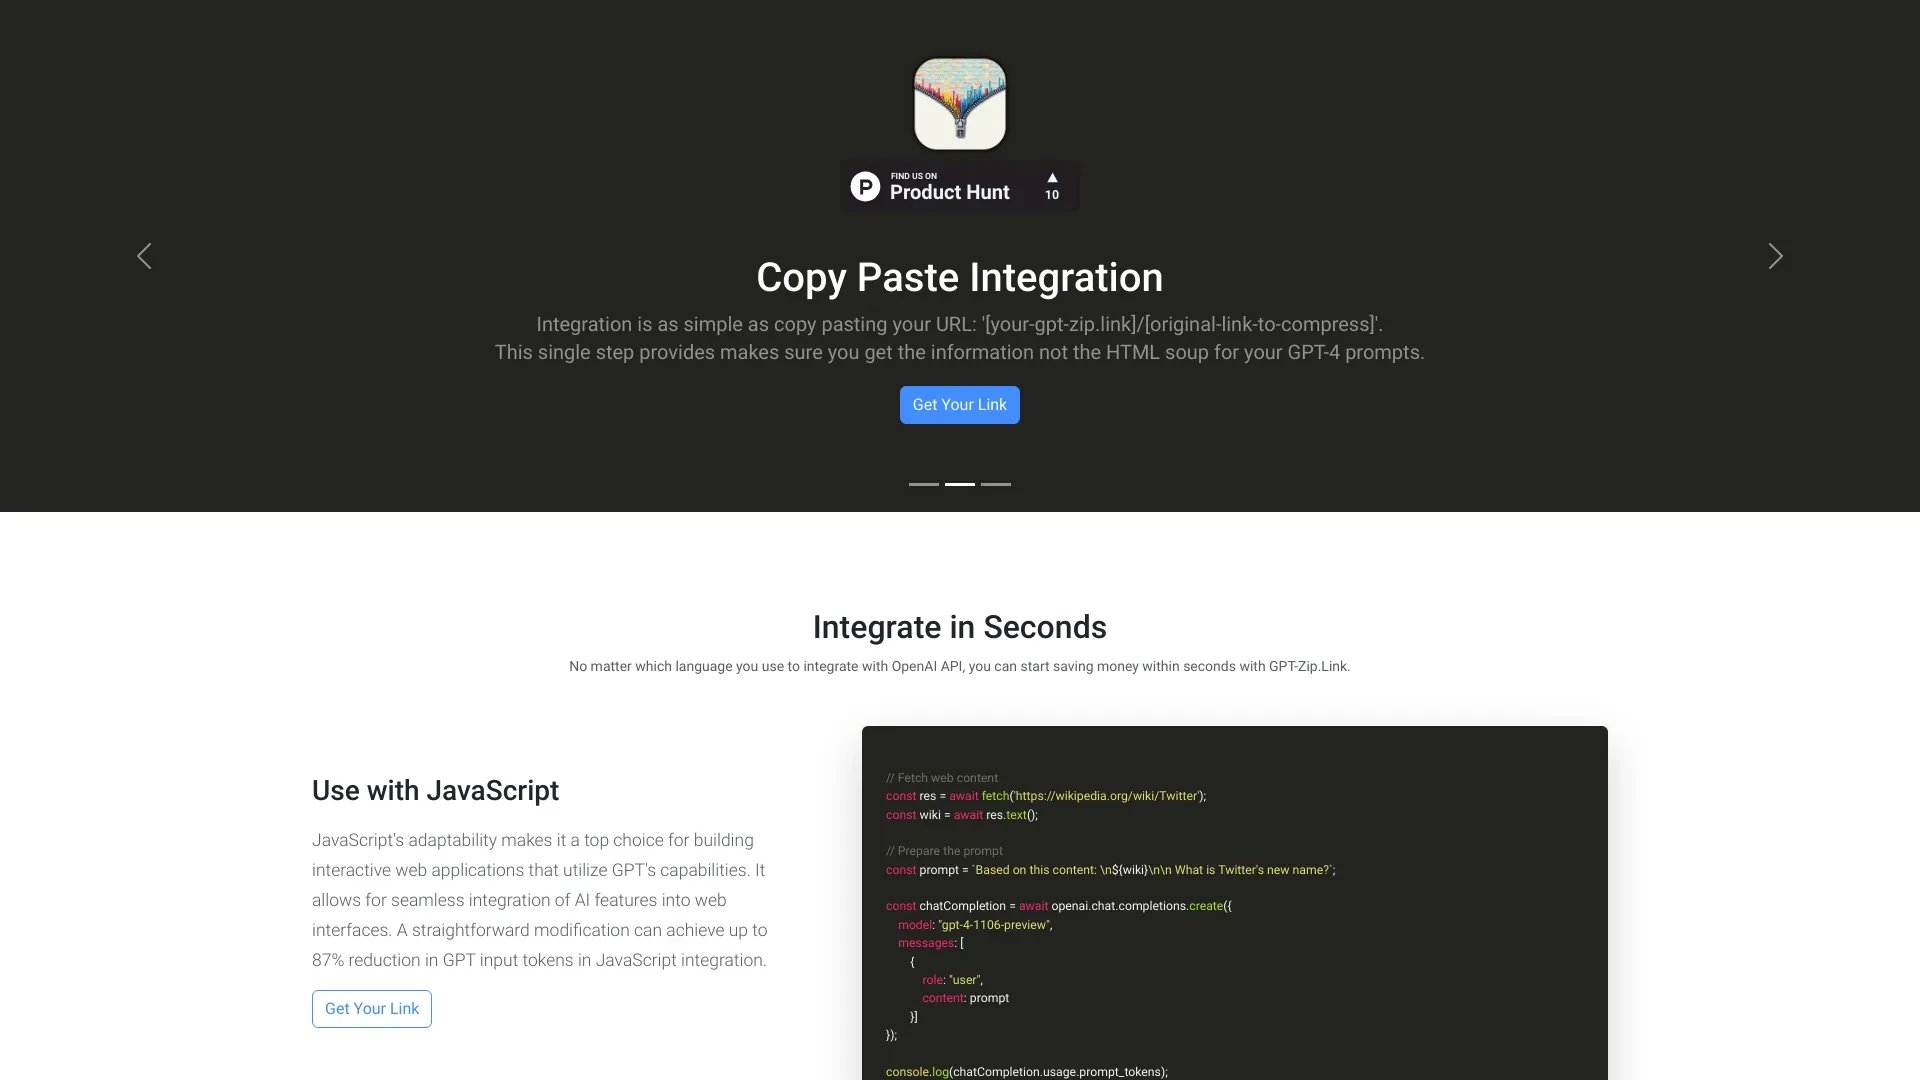 FIND US ON
Product Hunt
▲
10
Copy Paste Integration
Integration is as simple as copy pasting your URL: '[your-gpt-zip.link]/[original-link-to-compress]'.
This single step provides makes sure you get the information not the HTML soup for your GPT-4 prompts.
Get Your Link
Integrate in Seconds
No matter which language you use to integrate with OpenAI API, you can start saving money within seconds with GPT-Zip.Link.
Use with JavaScript
JavaScript's adaptability makes it a top choice for building
interactive web applications that utilize GPT's capabilities. It
allows for seamless integration of AI features into web
interfaces. A straightforward modification can achieve up to
87% reduction in GPT input tokens in JavaScript integration.
Get Your Link
// Fetch web content
const res = await fetch('https://wikipedia.org/wiki/Twitter');
const wiki = await res.text();
// Prepare the prompt
const prompt = `Based on this content: \n${wiki}\n\n What is Twitter's new name?`;
const chatCompletion = await openai.chat.completions.create({
model: "gpt-4-1106-preview",
messages: [
{
role: "user",
content: prompt
}]
});
console.log(chatCompletion.usage.prompt_tokens);